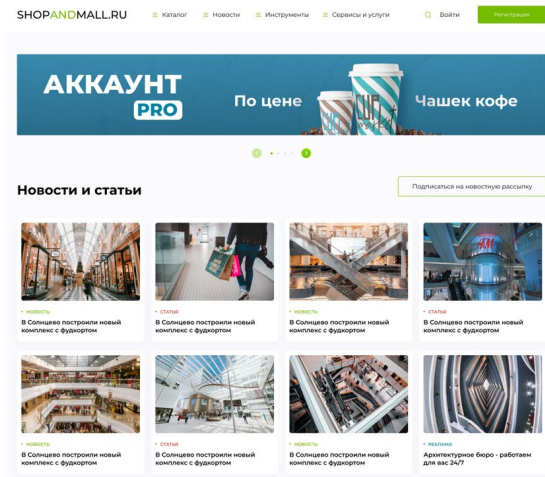 SHOPANDMALL.RU
Каталог
Новости
Инструменты
Сервисы и услуги
Войти
Регистрация
АККАУНТ
PRO
По цене
Чашек кофе
Новости и статьи
Подписаться на новостную рассылку
НОВОСТЬ
В Солнцево построили новый
комплекс с фудкортом
СТАТЬЯ
В Солнцево построили новый
комплекс с фудкортом
НОВОСТЬ
В Солнцево построили новый
комплекс с фудкортом
H&M
СТАТЬЯ
В Солнцево построили новый
комплекс с фудкортом
НОВОСТЬ
В Солнцево построили новый
комплекс с фудкортом
СТАТЬЯ
В Солнцево построили новый
комплекс с фудкортом
НОВОСТЬ
В Солнцево построили новый
комплекс с фудкортом
РЕКЛАМА
Архитектурное бюро - работаем
для вас 24/7